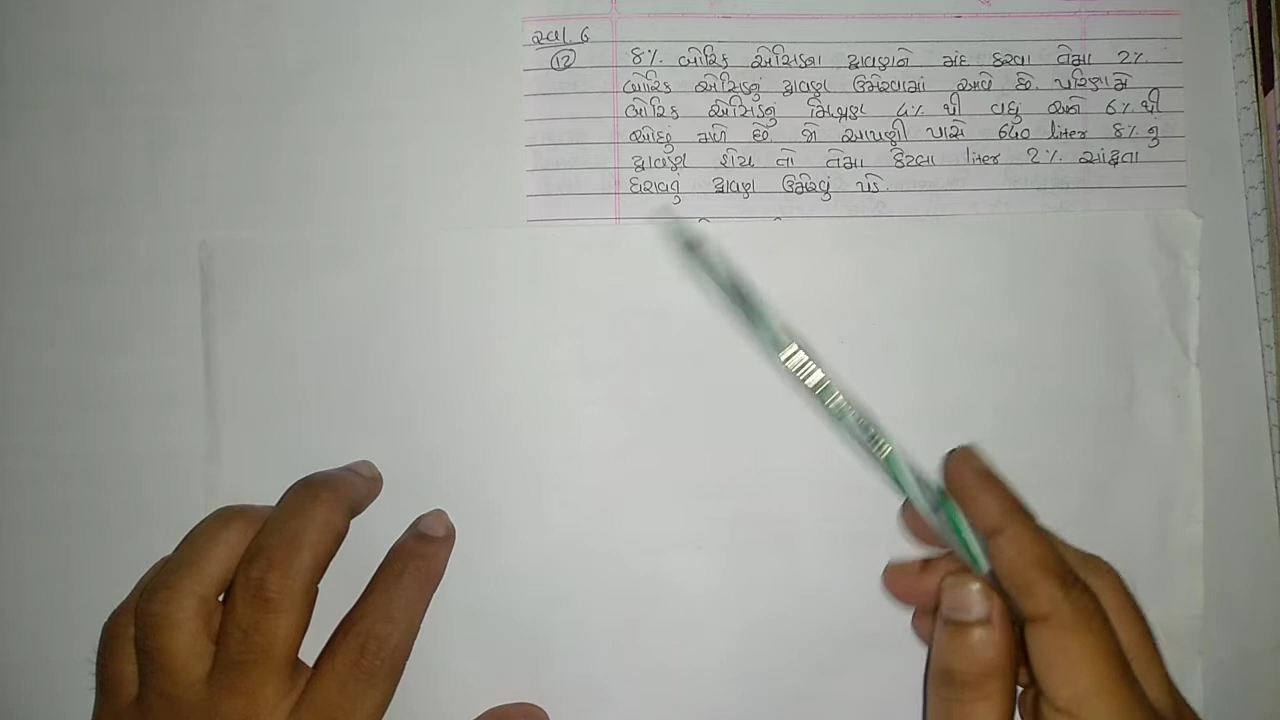 સ્વા. 6
(12) 8% બોરિક એસિડના દ્રાવણને મંદ કરવા તેમા 2%
બોરિક એસિડનું દ્રાવણ ઉમેરવામાં આવે છે. પરિણામે
બોરિક એસિડનું મિશ્રણ 4% થી વધુ અને 6% થી
ઓછું મળે છે. જો આપણી પાસે 640 liter 8% નુ
દ્રાવણ હોય તો તેમા કેટલા liter 2% સાંદ્રતા
ધરાવતુ દ્રાવણ ઉમેરવું પડે.